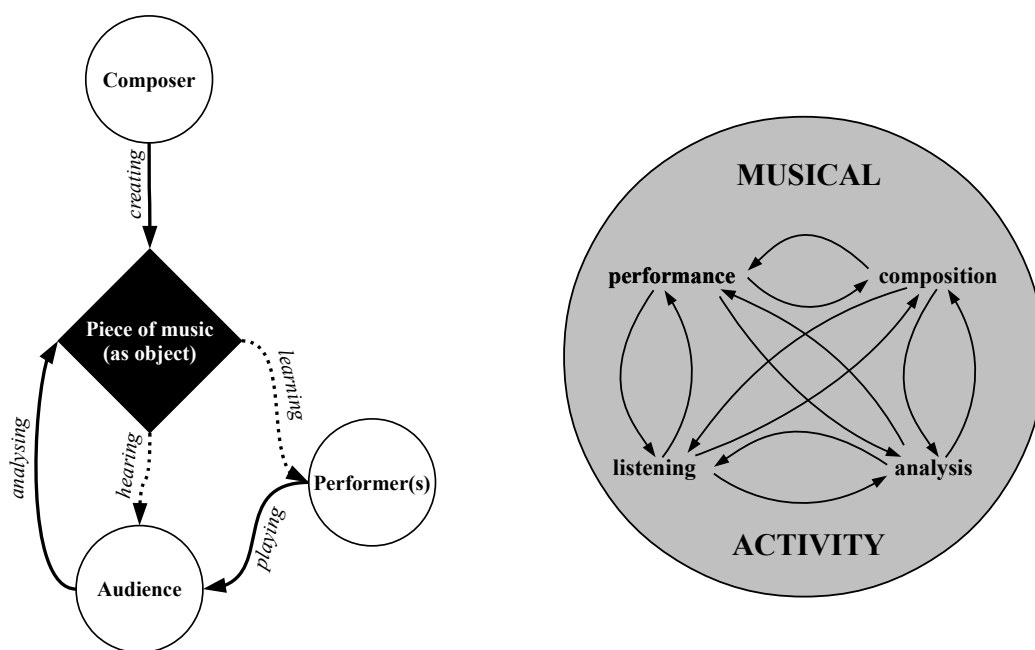 Composer
creating
Piece of music
(as object)
learning
analysing
hearing
Performer(s)
playing
Audience
MUSICAL
performance
composition
listening
analysis
ACTIVITY